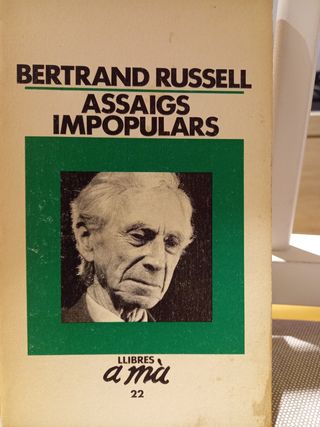 BERTRAND RUSSELL
ASSAIGS
IMPOPULARS
LLIBRES
a mà
22